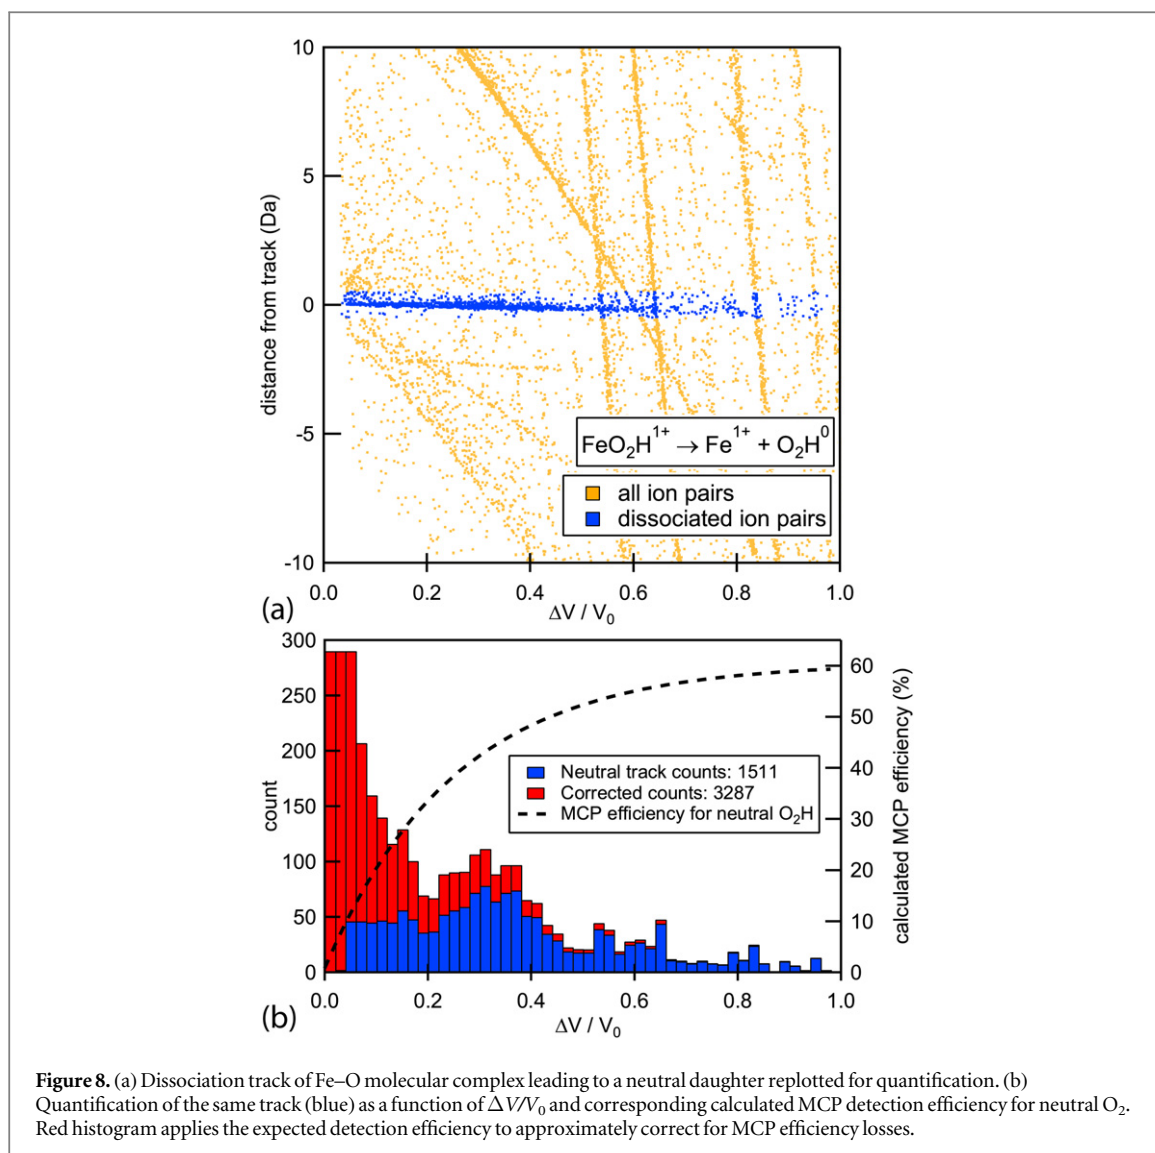 10
5
0
-5
-10
distance from track (Da)
FeO₂H¹⁺ → Fe¹⁺ + O₂H⁰
all ion pairs
dissociated ion pairs
0.0 0.2 0.4 0.6 0.8 1.0
ΔV / V₀
(a)
300
250
200
150
100
50
0
count
60
50
40
30
20
10
0
calculated MCP efficiency (%)
Neutral track counts: 1511
Corrected counts: 3287
MCP efficiency for neutral O₂H
0.0 0.2 0.4 0.6 0.8 1.0
ΔV / V₀
(b)
Figure 8. (a) Dissociation track of Fe–O molecular complex leading to a neutral daughter replotted for quantification. (b)
Quantification of the same track (blue) as a function of ΔV/V₀ and corresponding calculated MCP detection efficiency for neutral O₂.
Red histogram applies the expected detection efficiency to approximately correct for MCP efficiency losses.